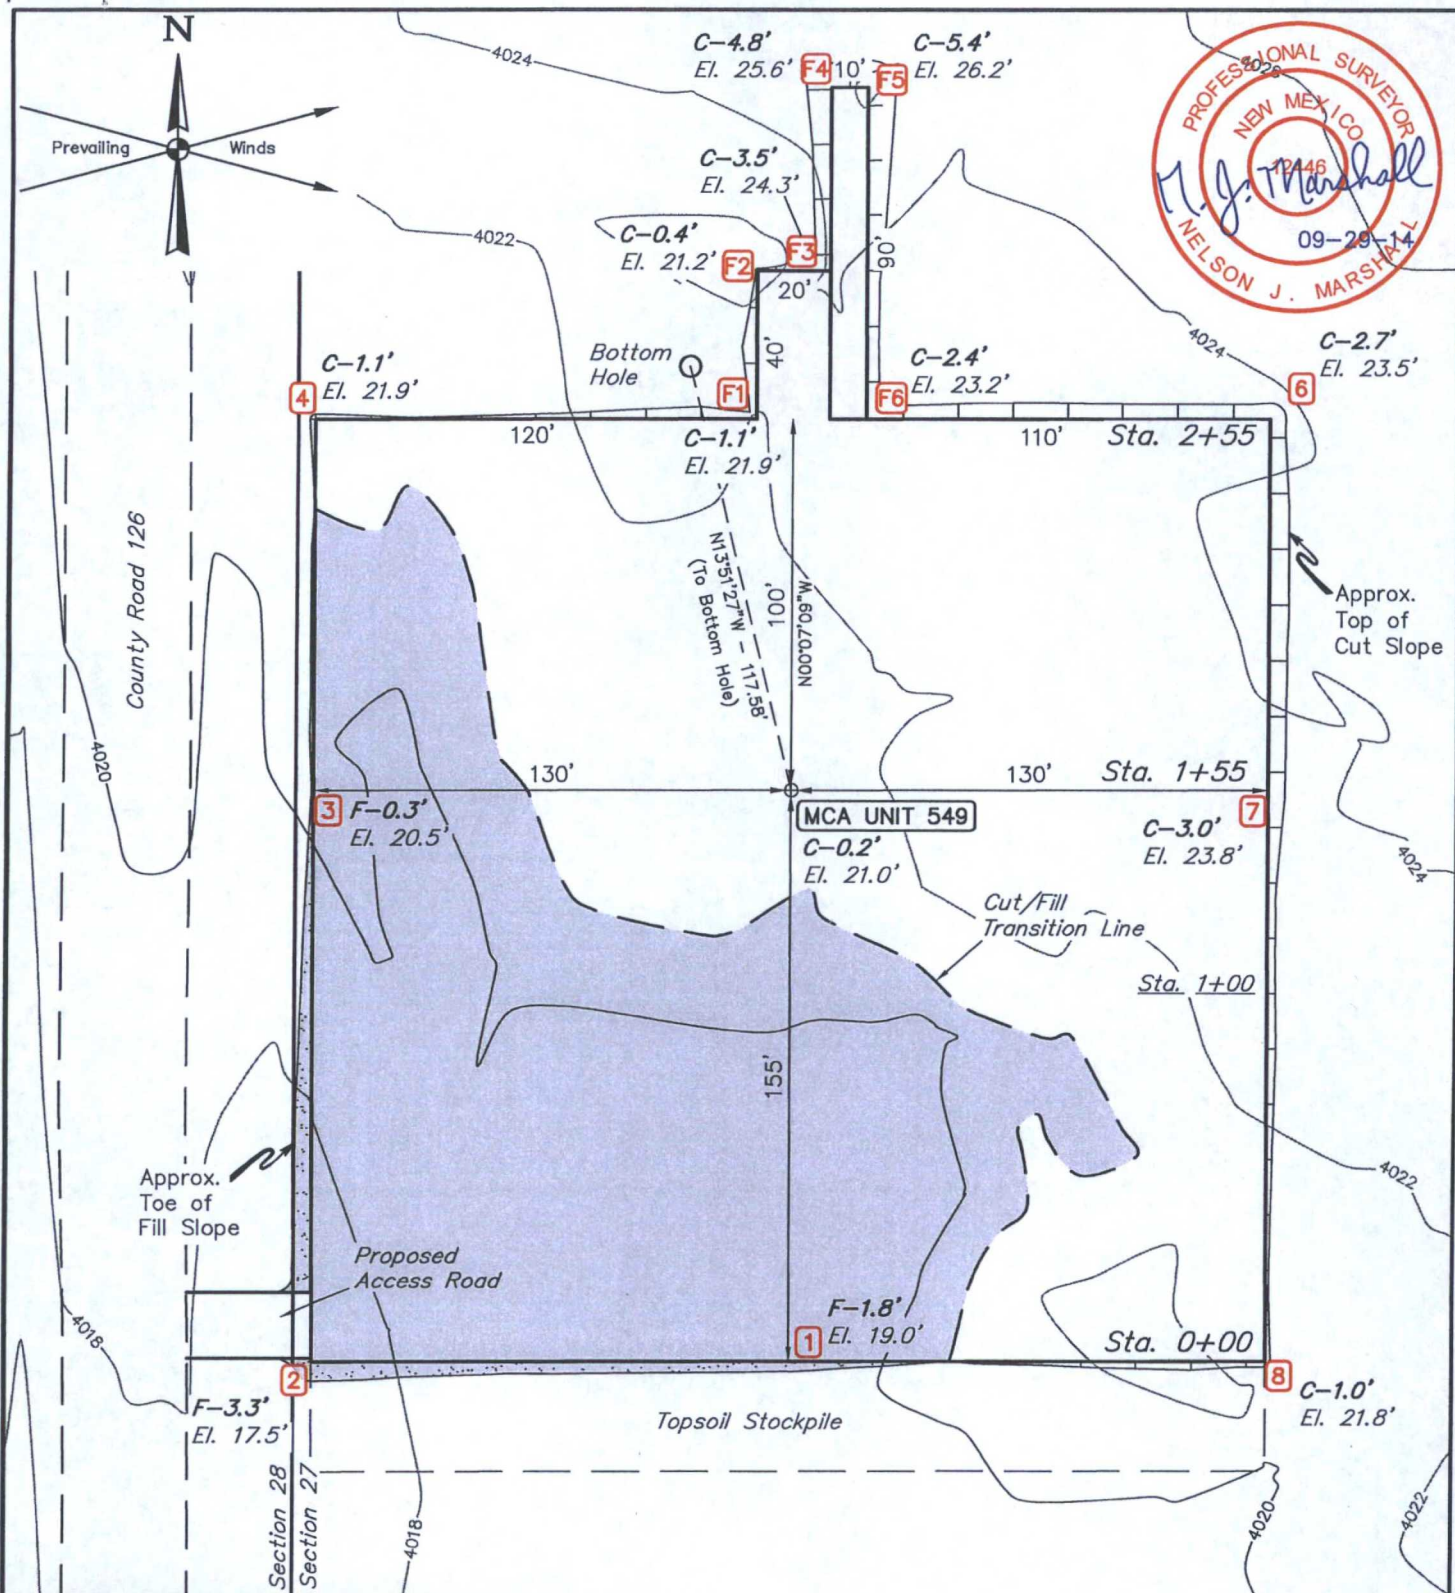 N
Prevailing Winds
4024
C-4.8'
El. 25.6'
F4
10'
F5
C-5.4'
El. 26.2'
4026
PROFESSIONAL SURVEYOR
NEW MEXICO
12446
N. J. Marshall
09-29-14
NELSON J. MARSHALL
C-3.5'
El. 24.3'
F3
4022
C-0.4'
El. 21.2'
F2
20'
90'
40'
4024
C-2.7'
El. 23.5'
6
C-1.1'
El. 21.9'
4
Bottom
Hole
F1
C-2.4'
El. 23.2'
F6
120'
C-1.1'
El. 21.9'
110'
Sta. 2+55
County Road 126
N13°51'27"W - 117.58'
(To Bottom Hole)
100'
N00°07'09"W
Approx.
Top of
Cut Slope
4020
130'
130'
Sta. 1+55
3
F-0.3'
El. 20.5'
MCA UNIT 549
C-0.2'
El. 21.0'
7
C-3.0'
El. 23.8'
4024
Cut/Fill
Transition Line
Sta. 1+00
155'
4022
Approx.
Toe of
Fill Slope
Proposed
Access Road
4018
F-1.8'
El. 19.0'
1
Sta. 0+00
2
F-3.3'
El. 17.5'
8
C-1.0'
El. 21.8'
Topsoil Stockpile
Section 28
Section 27
4018
4020
4022